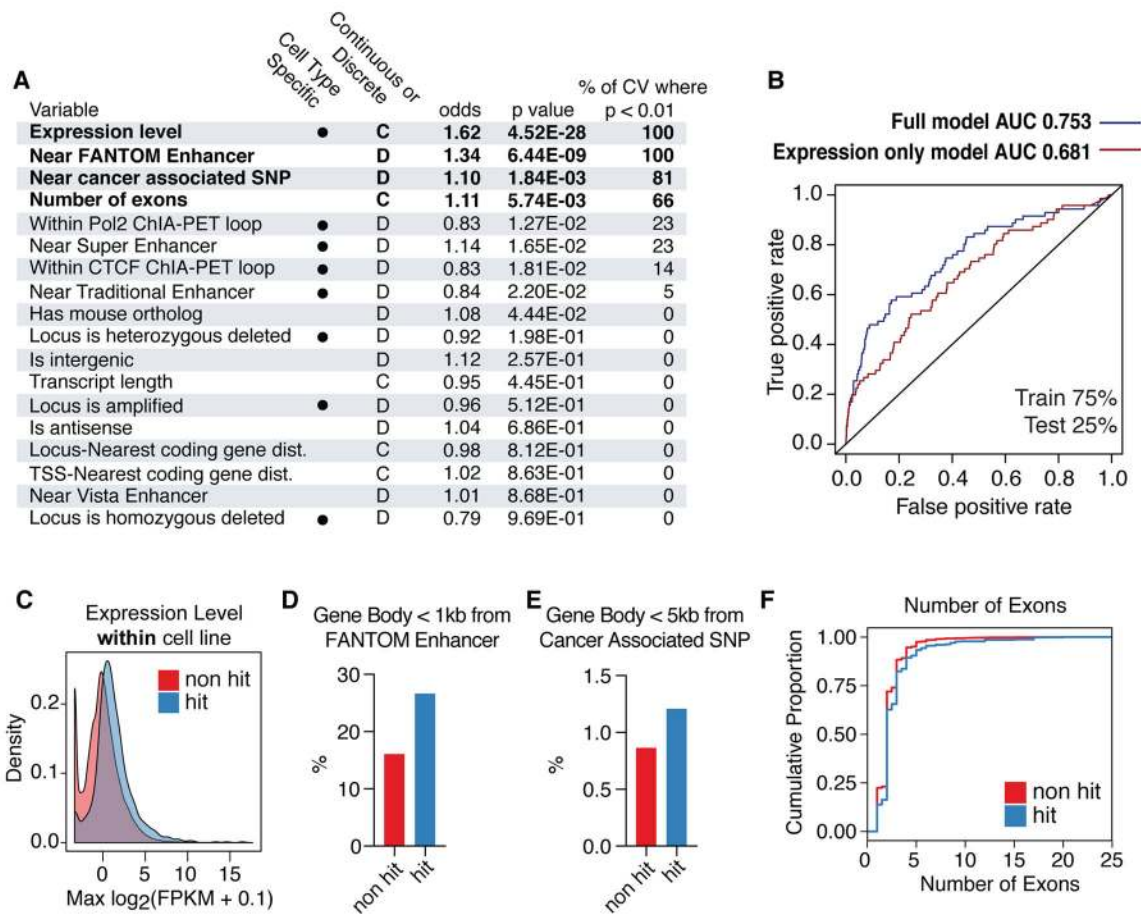 A
Cell Type
Specific
Continuous or
Discrete
% of CV where
Variable odds p value p < 0.01
Expression level ● C 1.62 4.52E-28 100
Near FANTOM Enhancer D 1.34 6.44E-09 100
Near cancer associated SNP D 1.10 1.84E-03 81
Number of exons C 1.11 5.74E-03 66
Within Pol2 ChIA-PET loop ● D 0.83 1.27E-02 23
Near Super Enhancer ● D 1.14 1.65E-02 23
Within CTCF ChIA-PET loop ● D 0.83 1.81E-02 14
Near Traditional Enhancer ● D 0.84 2.20E-02 5
Has mouse ortholog D 1.08 4.44E-02 0
Locus is heterozygous deleted ● D 0.92 1.98E-01 0
Is intergenic D 1.12 2.57E-01 0
Transcript length C 0.95 4.45E-01 0
Locus is amplified ● D 0.96 5.12E-01 0
Is antisense D 1.04 6.86E-01 0
Locus-Nearest coding gene dist. C 0.98 8.12E-01 0
TSS-Nearest coding gene dist. C 1.02 8.63E-01 0
Near Vista Enhancer D 1.01 8.68E-01 0
Locus is homozygous deleted ● D 0.79 9.69E-01 0
B
Full model AUC 0.753
Expression only model AUC 0.681
True positive rate
1.0
0.8
0.6
0.4
0.2
0.0
Train 75%
Test 25%
0.0 0.2 0.4 0.6 0.8 1.0
False positive rate
C
Expression Level
within cell line
non hit
hit
Density
0.2
0.1
0.0
0 5 10 15
Max log2(FPKM + 0.1)
D
Gene Body < 1kb from
FANTOM Enhancer
%
30
20
10
0
non hit
hit
E
Gene Body < 5kb from
Cancer Associated SNP
%
1.5
1.0
0.5
0.0
non hit
hit
F
Number of Exons
Cumulative Proportion
1.00
0.75
0.50
0.25
0.00
non hit
hit
0 5 10 15 20 25
Number of Exons